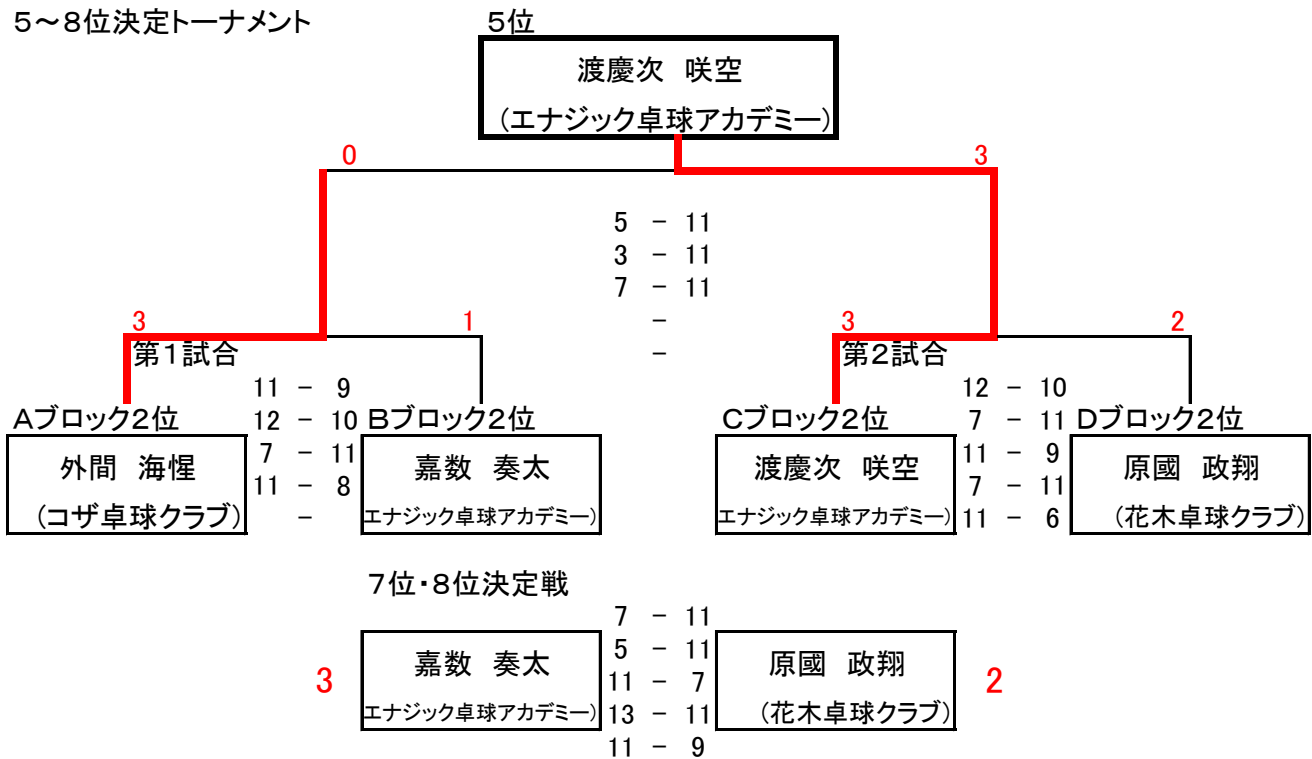 5～8位決定トーナメント
5位
渡慶次 咲空
(エナジック卓球アカデミー)
0
3
5 － 11
3 － 11
7 － 11
－
－
3
1
3
2
第1試合
第2試合
11 － 9
12 － 10
7 － 11
11 － 8
－
12 － 10
7 － 11
11 － 9
7 － 11
11 － 6
Aブロック2位
Bブロック2位
Cブロック2位
Dブロック2位
外間 海惺
(コザ卓球クラブ)
嘉数 奏太
エナジック卓球アカデミー)
渡慶次 咲空
エナジック卓球アカデミー)
原國 政翔
(花木卓球クラブ)
7位・8位決定戦
3
嘉数 奏太
エナジック卓球アカデミー)
7 － 11
5 － 11
11 － 7
13 － 11
11 － 9
原國 政翔
(花木卓球クラブ)
2